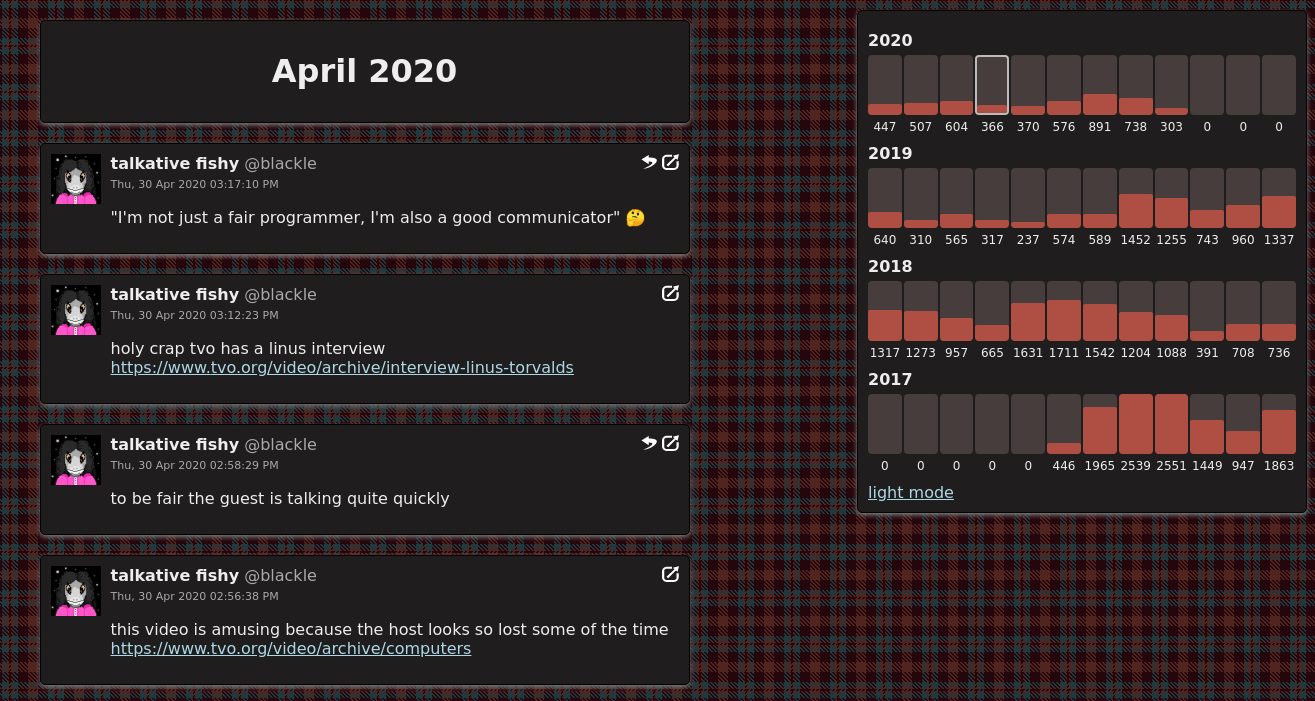 April 2020
talkative fishy @blackle
Thu, 30 Apr 2020 03:17:10 PM
"I'm not just a fair programmer, I'm also a good communicator" 🤔
talkative fishy @blackle
Thu, 30 Apr 2020 03:12:23 PM
holy crap tvo has a linus interview
https://www.tvo.org/video/archive/interview-linus-torvalds
talkative fishy @blackle
Thu, 30 Apr 2020 02:58:29 PM
to be fair the guest is talking quite quickly
talkative fishy @blackle
Thu, 30 Apr 2020 02:56:38 PM
this video is amusing because the host looks so lost some of the time
https://www.tvo.org/video/archive/computers
2020
447 507 604 366 370 576 891 738 303 0 0 0
2019
640 310 565 317 237 574 589 1452 1255 743 960 1337
2018
1317 1273 957 665 1631 1711 1542 1204 1088 391 708 736
2017
0 0 0 0 0 446 1965 2539 2551 1449 947 1863
light mode